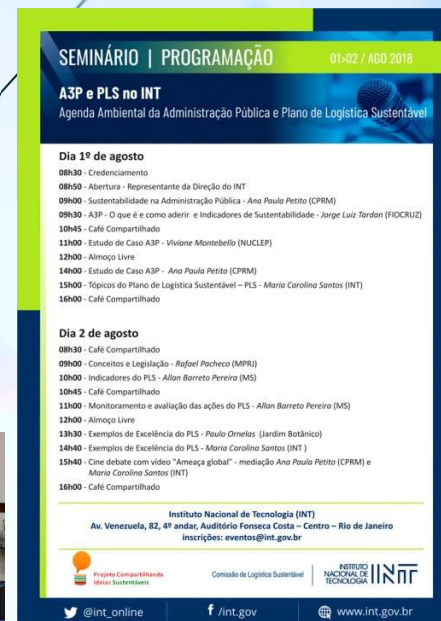 SEMINÁRIO | PROGRAMAÇÃO
01>02 / AGO 2018
A3P e PLS no INT
Agenda Ambiental da Administração Pública e Plano de Logística Sustentável
Dia 1º de agosto
08h30 - Credenciamento
08h50 - Abertura - Representante da Direção do INT
09h00 - Sustentabilidade na Administração Pública - Ana Paula Petito (CPRM)
09h30 - A3P - O que é e como aderir e Indicadores de Sustentabilidade - Jorge Luiz Tardan (FIOCRUZ)
10h45 - Café Compartilhado
11h00 - Estudo de Caso A3P - Viviane Montebello (NUCLEP)
12h00 - Almoço Livre
14h00 - Estudo de Caso A3P - Ana Paula Petito (CPRM)
15h00 - Tópicos do Plano de Logística Sustentável – PLS - Maria Carolina Santos (INT)
16h00 - Café Compartilhado
Dia 2 de agosto
08h30 - Café Compartilhado
09h00 - Conceitos e Legislação - Rafael Pacheco (MPRJ)
10h00 - Indicadores do PLS - Allan Barreto Pereira (MS)
10h45 - Café Compartilhado
11h00 - Monitoramento e avaliação das ações do PLS - Allan Barreto Pereira (MS)
12h00 - Almoço Livre
13h30 - Exemplos de Excelência do PLS - Paulo Ornelas (Jardim Botânico)
14h40 - Exemplos de Excelência do PLS - Maria Carolina Santos (INT )
15h40 - Cine debate com vídeo "Ameaça global" - mediação Ana Paula Petito (CPRM) e
Maria Carolina Santos (INT)
16h00 - Café Compartilhado
Instituto Nacional de Tecnologia (INT)
Av. Venezuela, 82, 4º andar, Auditório Fonseca Costa – Centro – Rio de Janeiro
inscrições: eventos@int.gov.br
Projeto Compartilhando
Ideias Sustentáveis
Comissão de Logística Sustentável
INSTITUTO
NACIONAL DE
TECNOLOGIA
INT
@int_online
/int.gov
www.int.gov.br